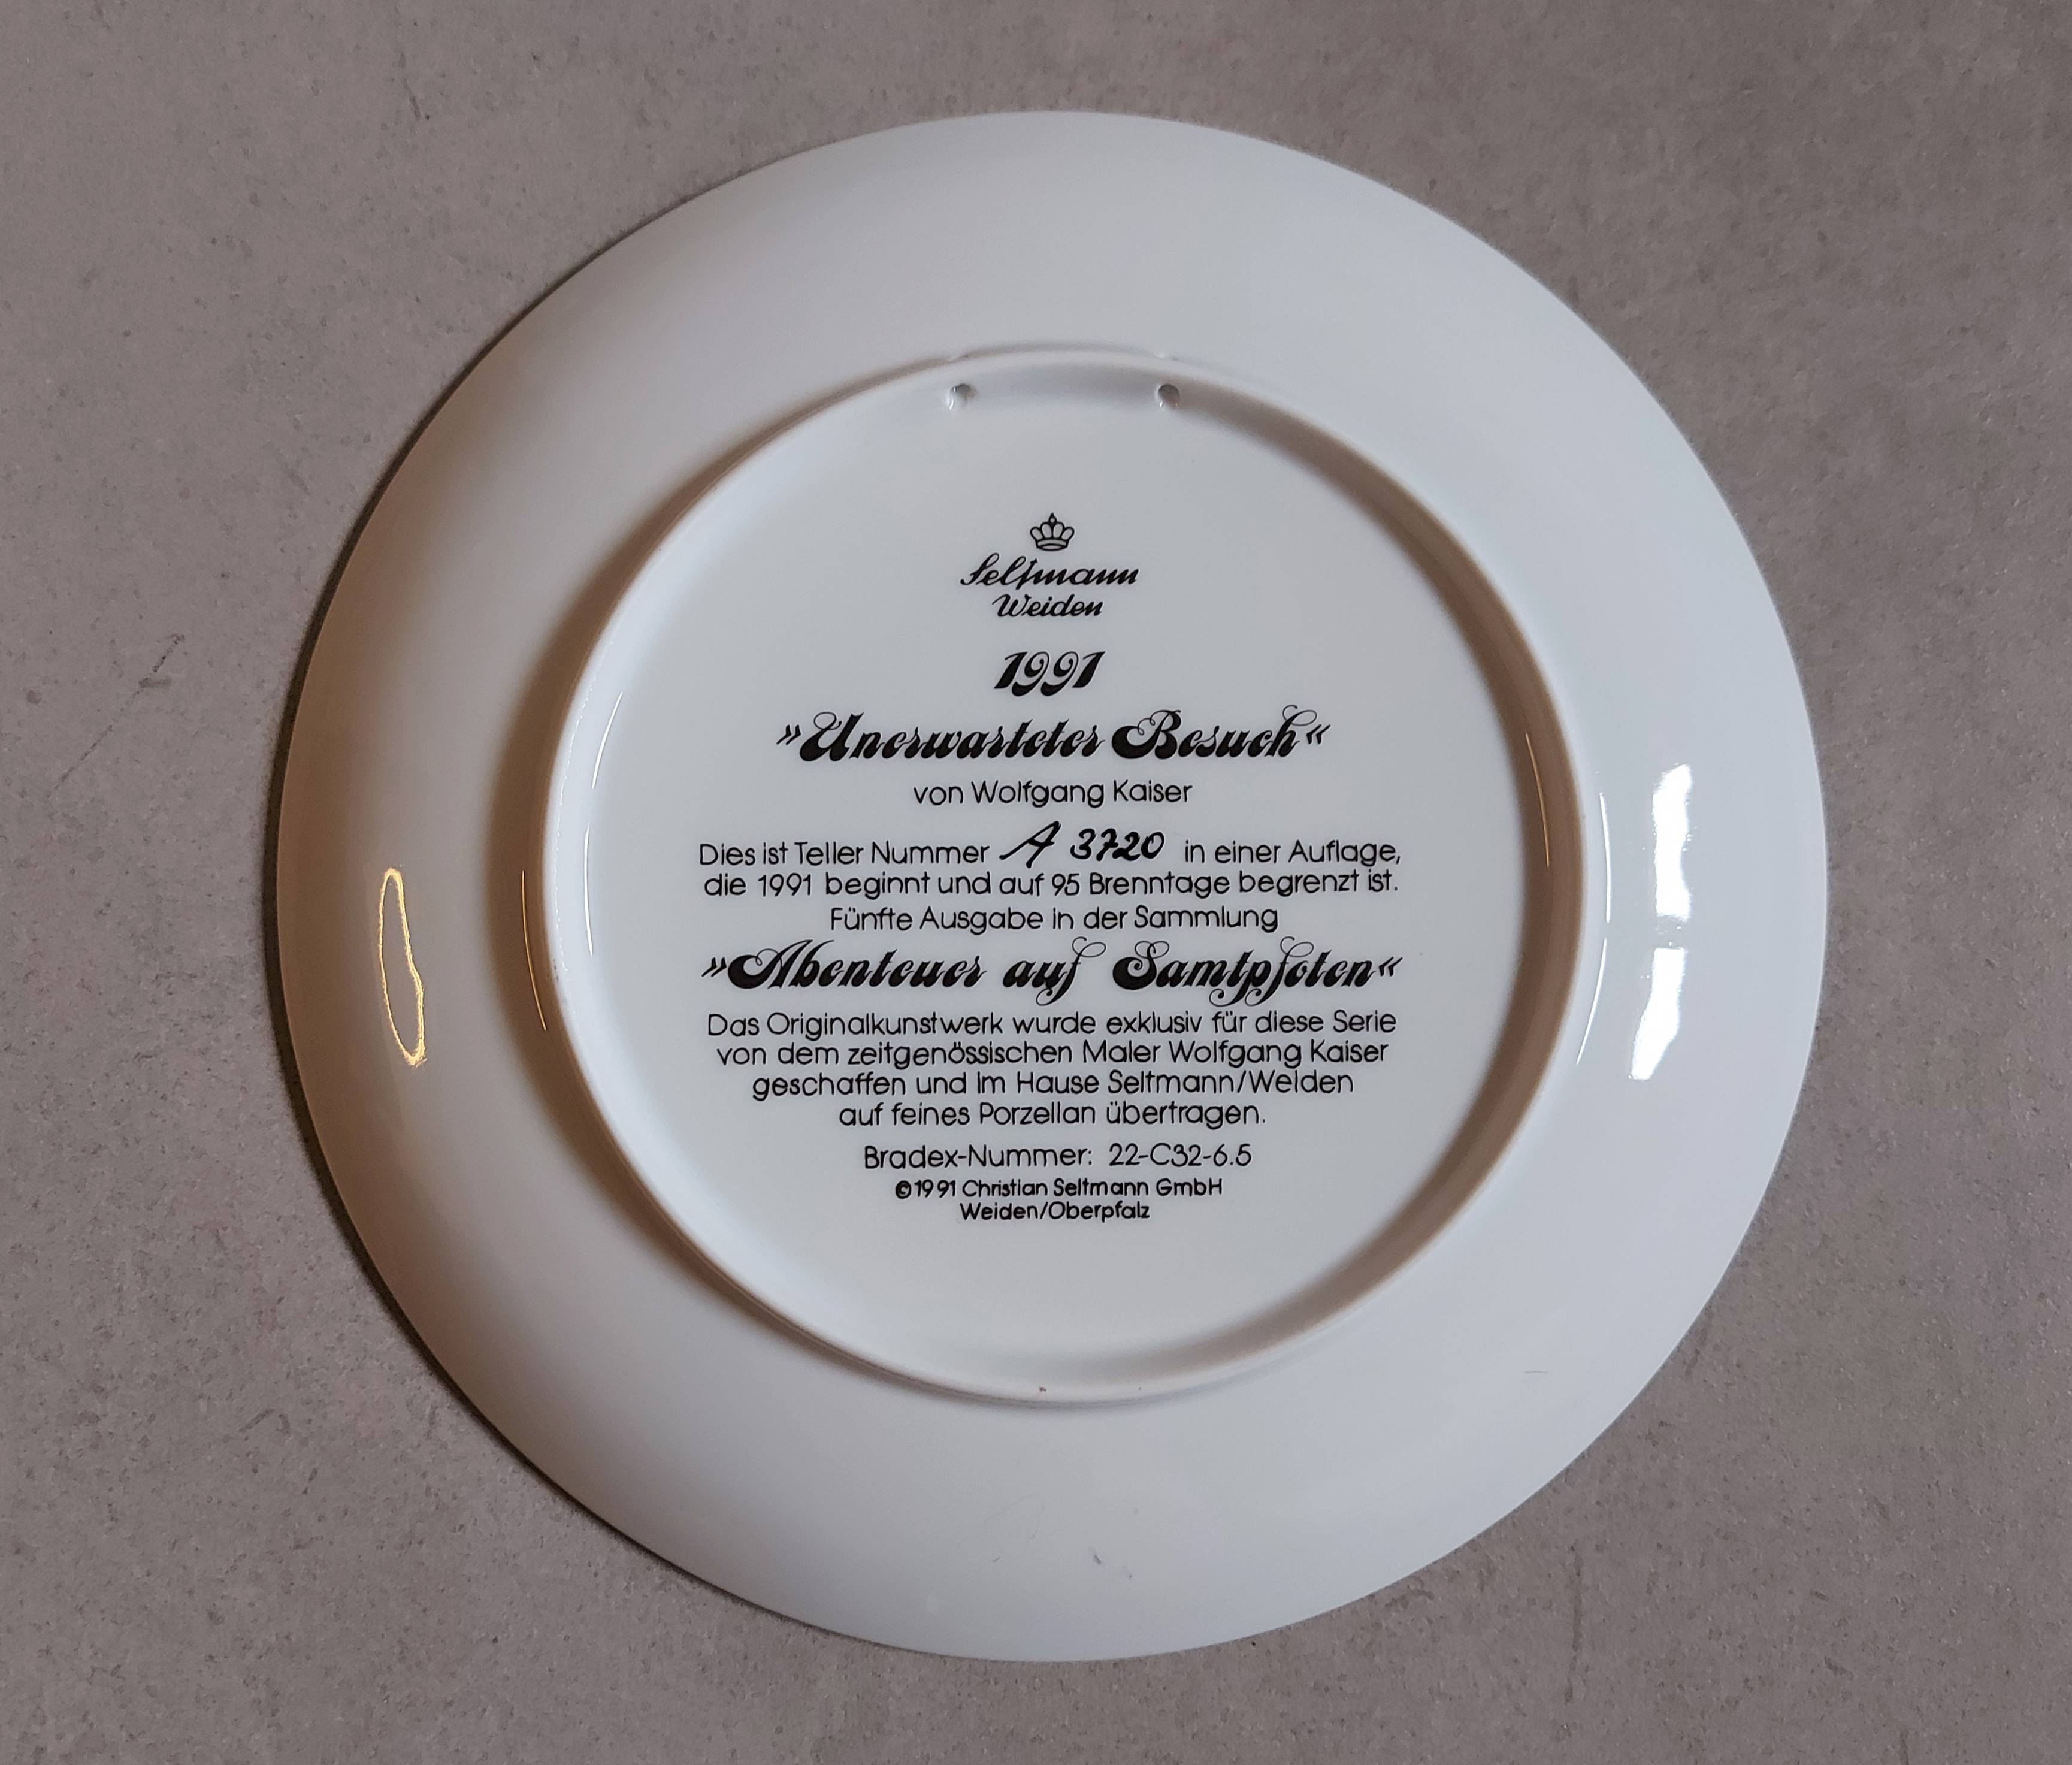 Seltmann
Weiden
1991
»Unerwarteter Besuch«
von Wolfgang Kaiser
Dies ist Teller Nummer A 3720 in einer Auflage,
die 1991 beginnt und auf 95 Brenntage begrenzt ist.
Fünfte Ausgabe in der Sammlung
»Abenteuer auf Samtpfoten«
Das Originalkunstwerk wurde exklusiv für diese Serie
von dem zeitgenössischen Maler Wolfgang Kaiser
geschaffen und im Hause Seltmann/Weiden
auf feines Porzellan übertragen.
Bradex-Nummer: 22-C32-6.5
©1991 Christian Seltmann GmbH
Weiden/Oberpfalz